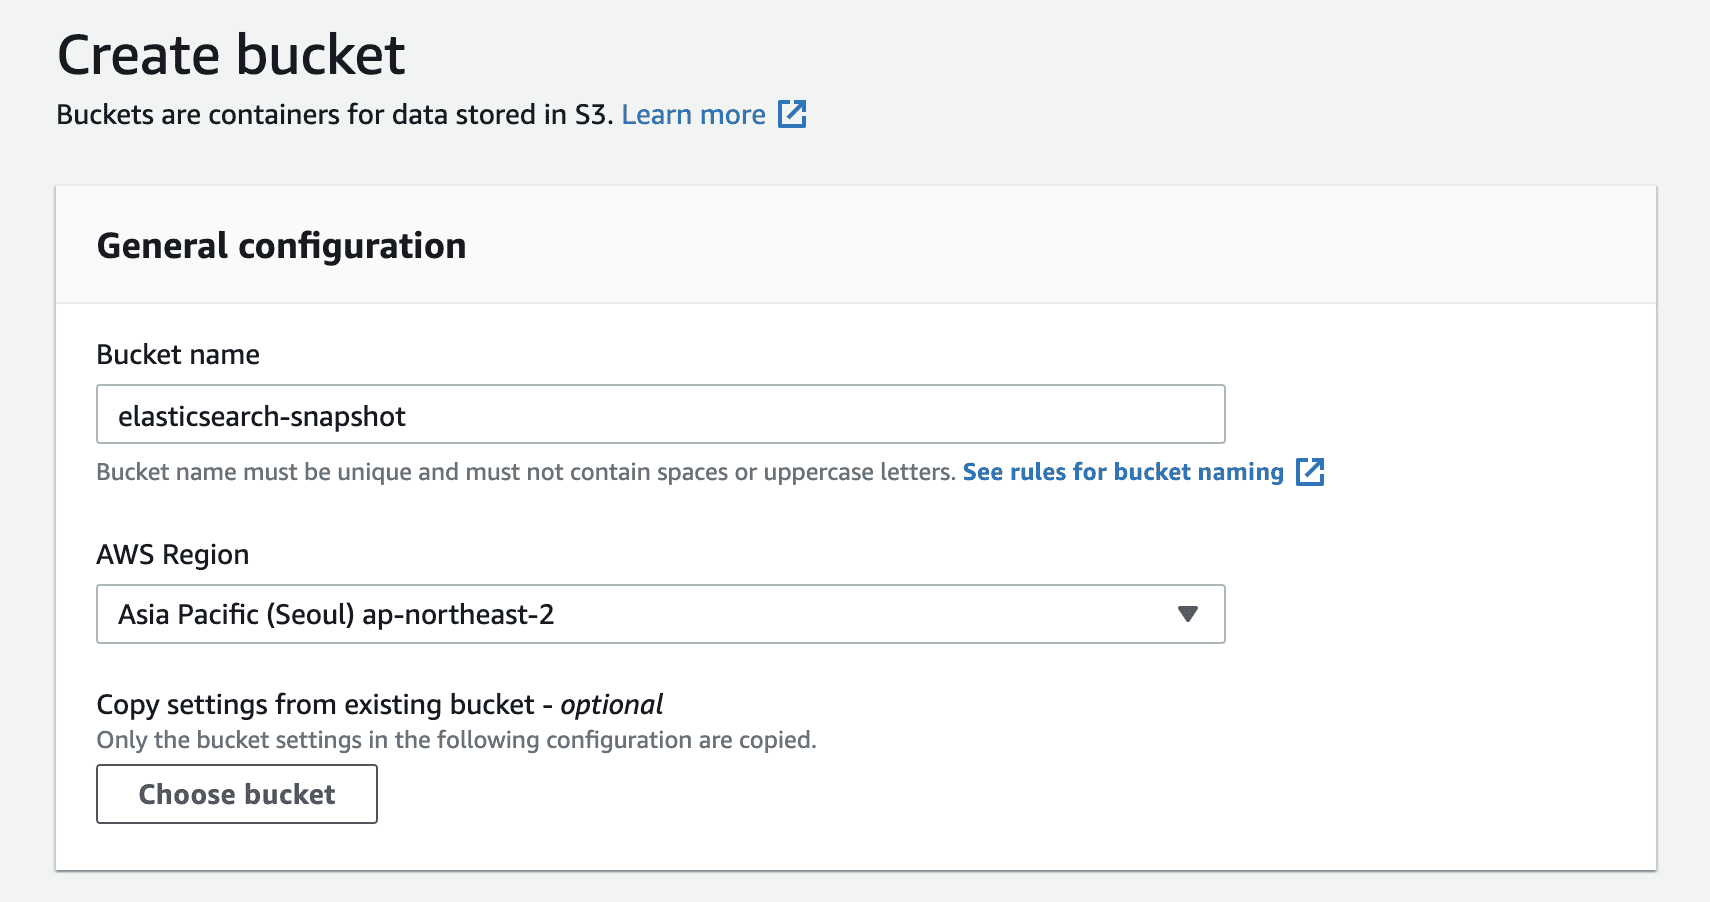 Create bucket
Buckets are containers for data stored in S3. Learn more
General configuration
Bucket name
elasticsearch-snapshot
Bucket name must be unique and must not contain spaces or uppercase letters. See rules for bucket naming
AWS Region
Asia Pacific (Seoul) ap-northeast-2
Copy settings from existing bucket - optional
Only the bucket settings in the following configuration are copied.
Choose bucket